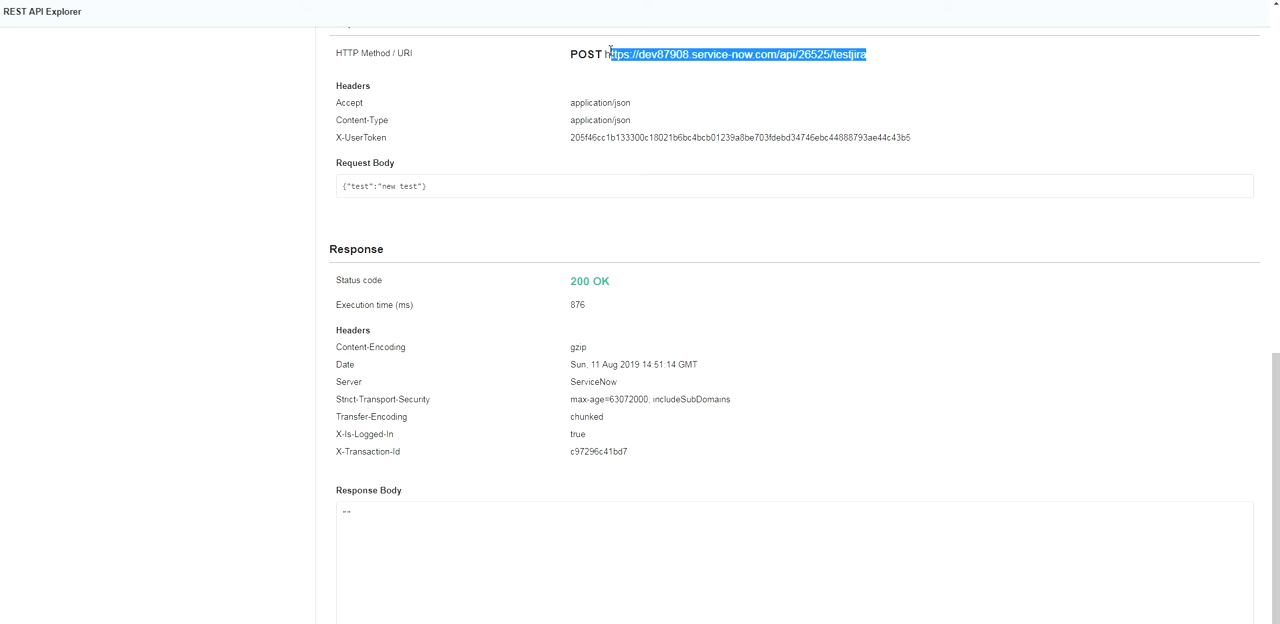 REST API Explorer
HTTP Method / URI POST https://dev87908.service-now.com/api/26525/testjira
Headers
Accept application/json
Content-Type application/json
X-UserToken 205f46cc1b133300c18021b6bc4bcb01239a8be703fdebd34746ebc44888793ae44c43b5
Request Body
{"test":"new test"}
Response
Status code 200 OK
Execution time (ms) 876
Headers
Content-Encoding gzip
Date Sun, 11 Aug 2019 14:51:14 GMT
Server ServiceNow
Strict-Transport-Security max-age=63072000; includeSubDomains
Transfer-Encoding chunked
X-Is-Logged-In true
X-Transaction-Id c97296c41bd7
Response Body
""